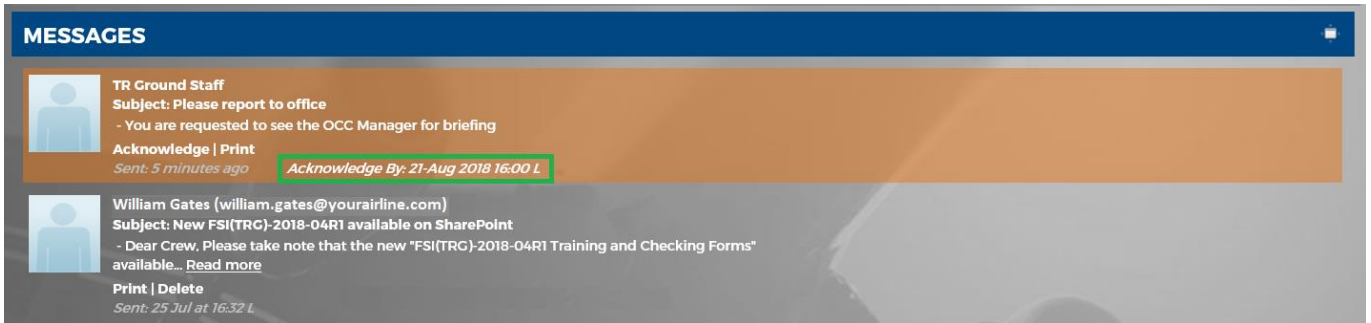 MESSAGES
TR Ground Staff
Subject: Please report to office
- You are requested to see the OCC Manager for briefing
Acknowledge | Print
Sent: 5 minutes ago Acknowledge By: 21-Aug 2018 16:00 L
William Gates (william.gates@yourairline.com)
Subject: New FSI(TRG)-2018-04R1 available on SharePoint
- Dear Crew, Please take note that the new "FSI(TRG)-2018-04R1 Training and Checking Forms"
available... Read more
Print | Delete
Sent: 25 Jul at 16:32 L